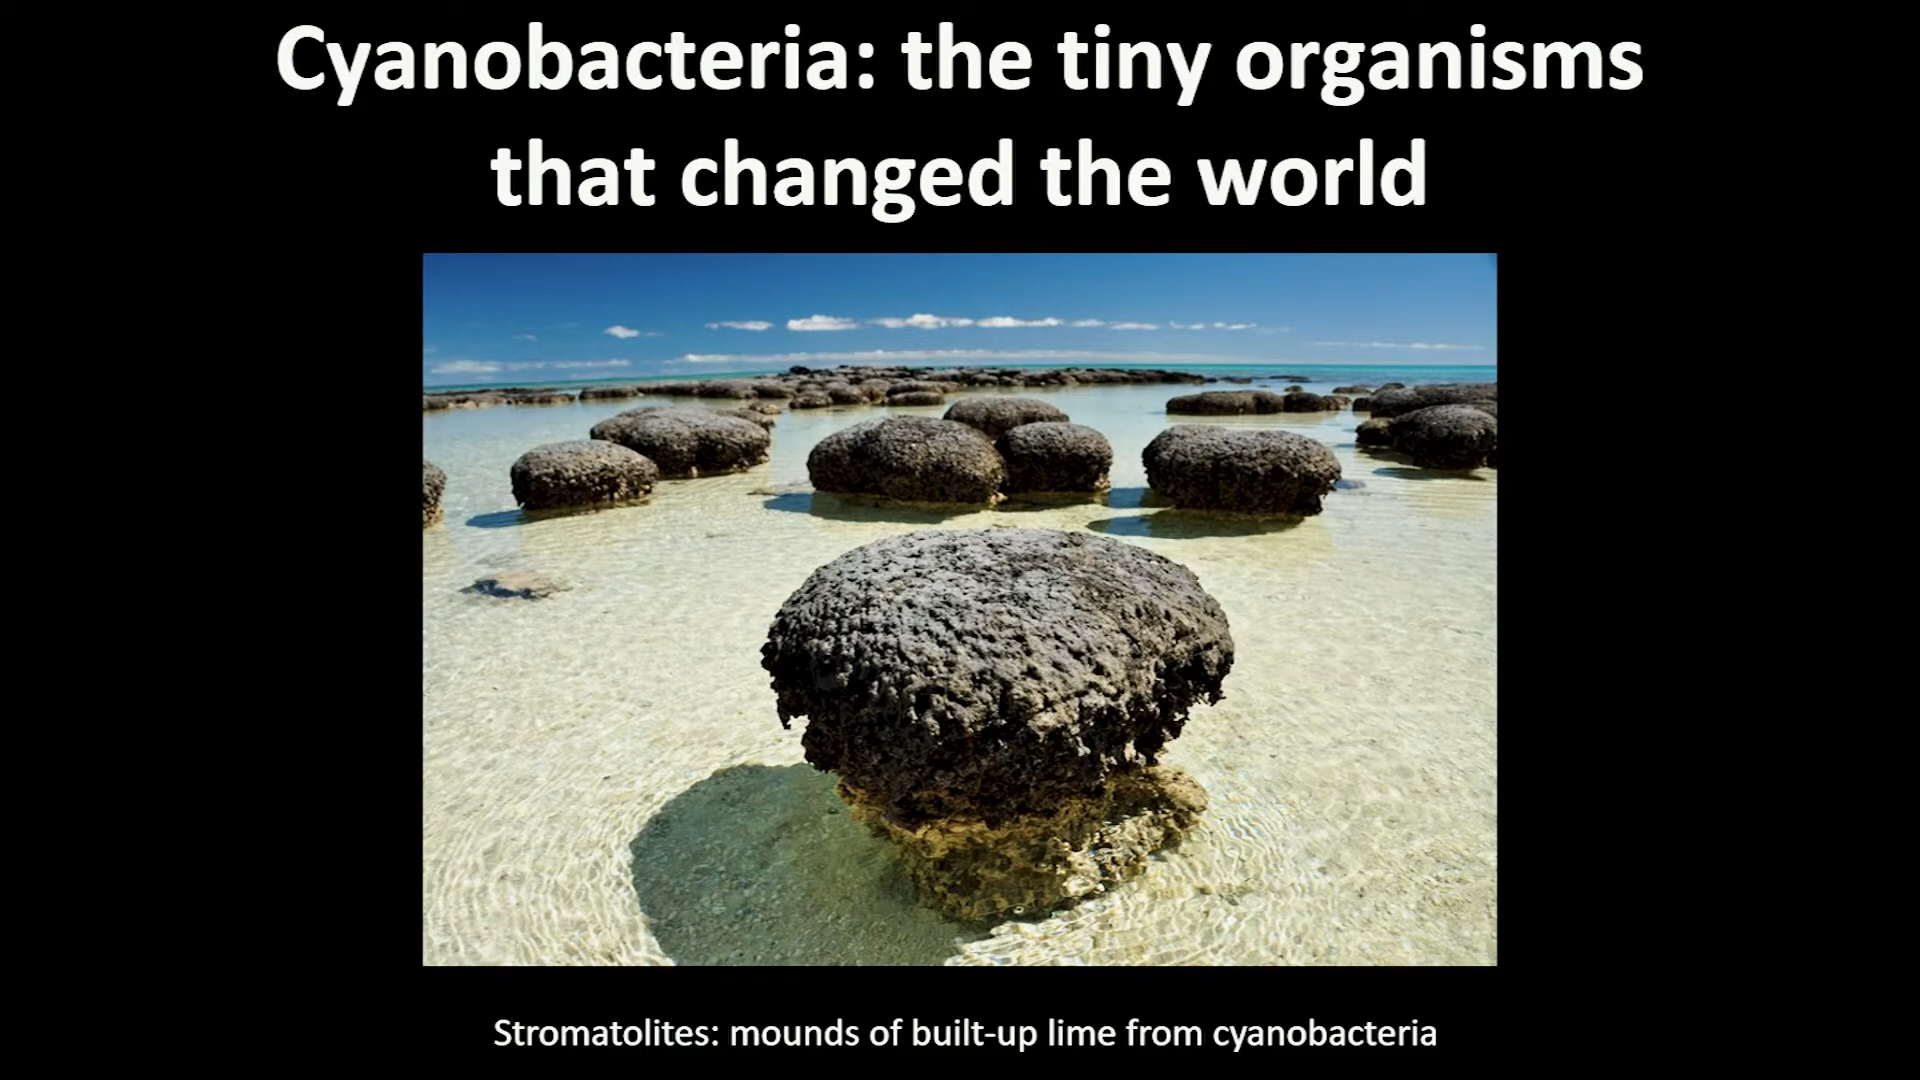 Cyanobacteria: the tiny organisms
that changed the world
Stromatolites: mounds of built-up lime from cyanobacteria